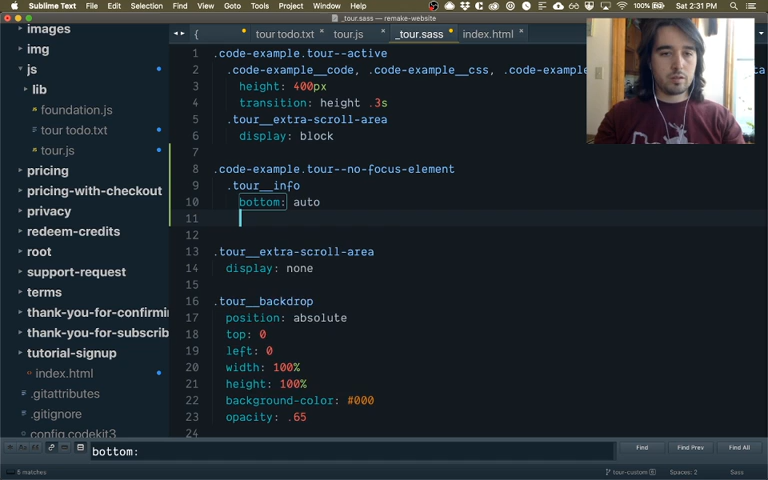 Sublime Text File Edit Selection Find View Goto Tools Project Window Help 100% Sat 2:31 PM
_tour.sass — remake-website
{ tour todo.txt × tour.js × _tour.sass index.html ×
images
img
js
lib
foundation.js
tour todo.txt
tour.js
pricing
pricing-with-checkout
privacy
redeem-credits
root
support-request
terms
thank-you-for-confirmi
thank-you-for-subscrib
tutorial-signup
index.html
.gitattributes
.gitignore
config.codekit3
1 .code-example.tour--active
2 .code-example__code, .code-example__css, .code-example
3 height: 400px
4 transition: height .3s
5 .tour__extra-scroll-area
6 display: block
7
8 .code-example.tour--no-focus-element
9 .tour__info
10 bottom: auto
11
12
13 .tour__extra-scroll-area
14 display: none
15
16 .tour__backdrop
17 position: absolute
18 top: 0
19 left: 0
20 width: 100%
21 height: 100%
22 background-color: #000
23 opacity: .65
24
bottom: Find Find Prev Find All
5 matches tour-custom 6 Spaces: 2 Sass